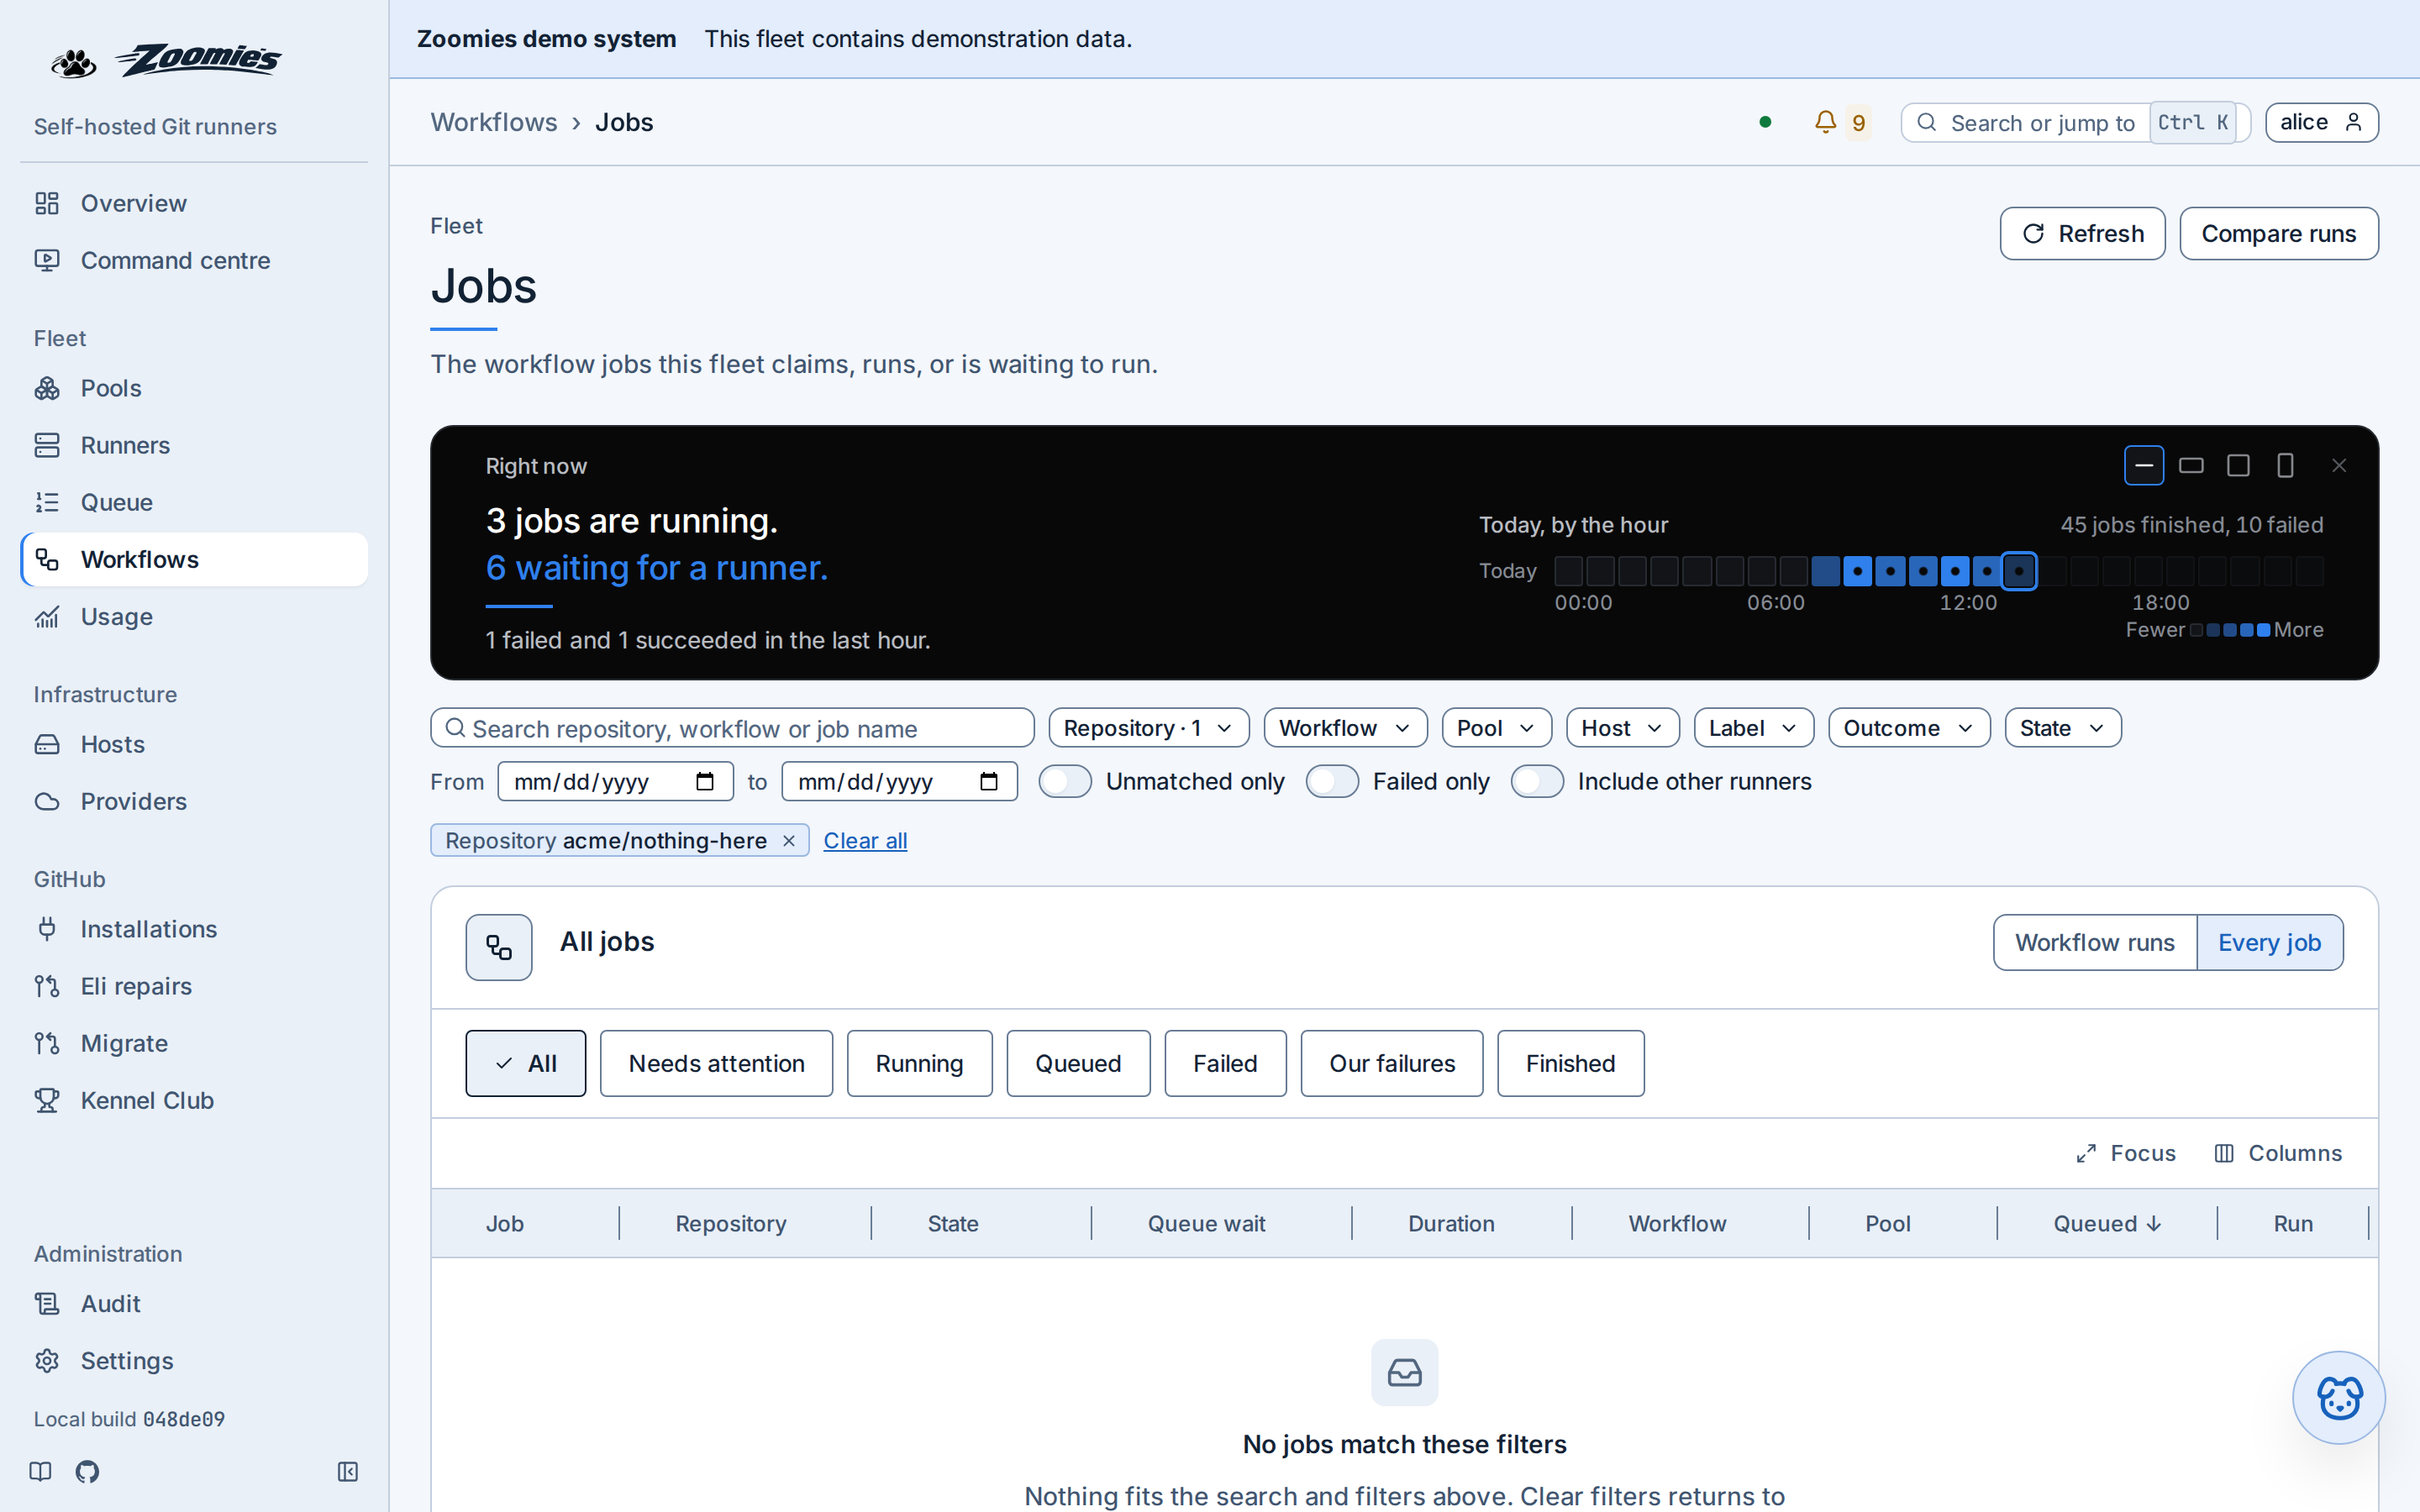 Zoomies
Self-hosted Git runners
Overview
Command centre
Fleet
Pools
Runners
Queue
Workflows
Usage
Infrastructure
Hosts
Providers
GitHub
Installations
Eli repairs
Migrate
Kennel Club
Administration
Audit
Settings
Local build 048de09
Zoomies demo system This fleet contains demonstration data.
Workflows › Jobs
9
Search or jump to Ctrl K
alice
Fleet
Jobs
The workflow jobs this fleet claims, runs, or is waiting to run.
Refresh
Compare runs
Right now
3 jobs are running.
6 waiting for a runner.
1 failed and 1 succeeded in the last hour.
Today, by the hour
45 jobs finished, 10 failed
Today
00:00 06:00 12:00 18:00
Fewer More
Search repository, workflow or job name
Repository · 1
Workflow
Pool
Host
Label
Outcome
State
From mm/dd/yyyy to mm/dd/yyyy
Unmatched only
Failed only
Include other runners
Repository acme/nothing-here
Clear all
All jobs
Workflow runs
Every job
All
Needs attention
Running
Queued
Failed
Our failures
Finished
Focus
Columns
Job Repository State Queue wait Duration Workflow Pool Queued Run
No jobs match these filters
Nothing fits the search and filters above. Clear filters returns to